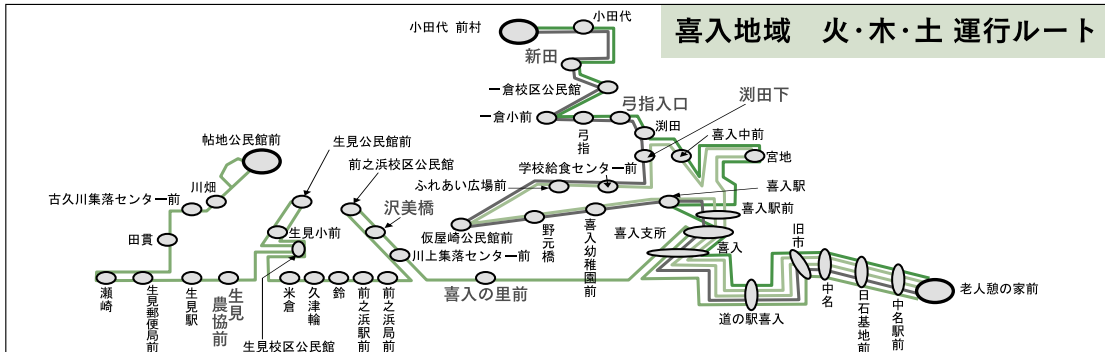 喜入地域　火・木・土 運行ルート
小田代 前村
小田代
新田
一倉校区公民館
一倉小前
弓指
弓指入口
渕田
渕田下
喜入中前
宮地
学校給食センター前
ふれあい広場前
仮屋崎公民館前
野元橋
喜入幼稚園前
喜入駅
喜入駅前
喜入支所
喜入
帖地公民館前
川畑
古久川集落センター前
田貫
瀬崎
生見郵便局前
生見駅
生見農協前
生見公民館前
生見小前
生見校区公民館
米倉
久津輪
鈴
前之浜駅前
前之浜局前
前之浜校区公民館
沢美橋
川上集落センター前
喜入の里前
道の駅喜入
旧市
中名
日石基地前
中名駅前
老人憩の家前